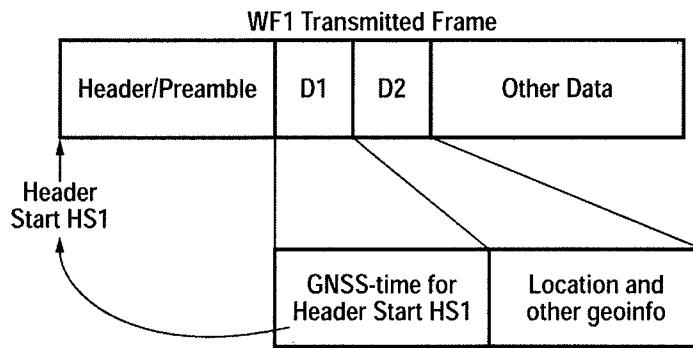 WF1 Transmitted Frame
Header/Preamble
D1
D2
Other Data
Header
Start HS1
GNSS-time for
Header Start HS1
Location and
other geoinfo